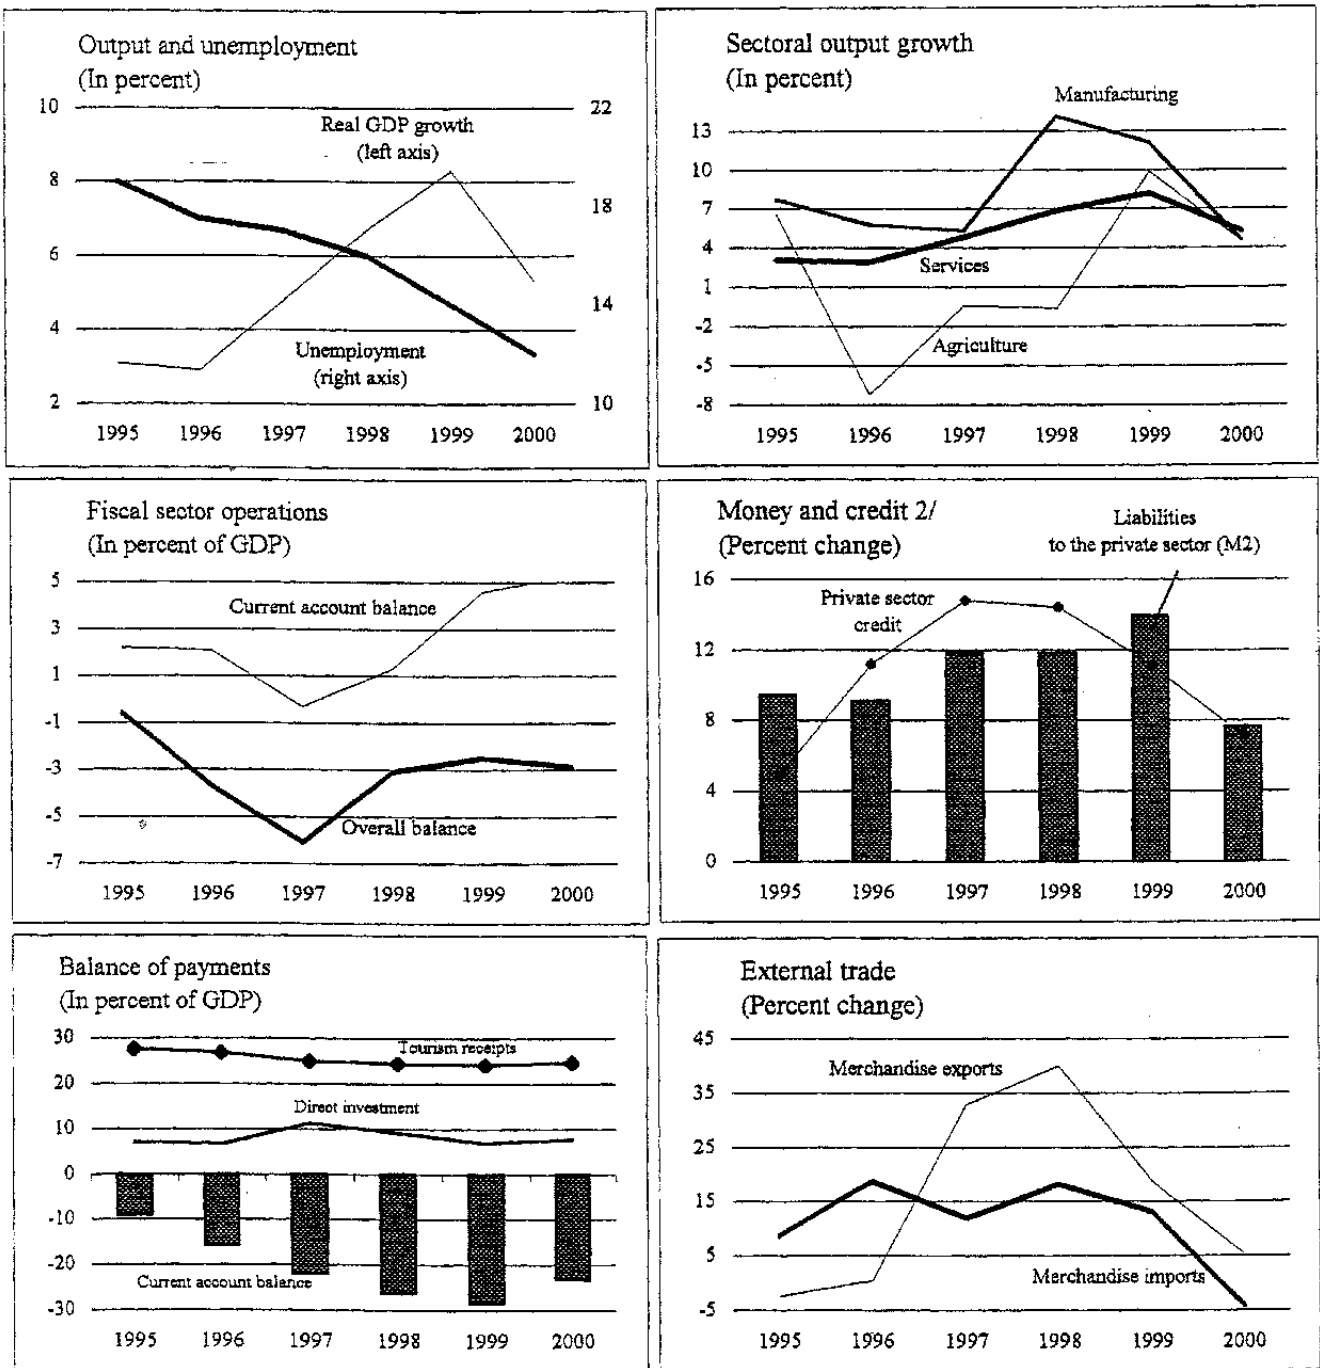 Output and unemployment
(In percent)
10
22
Real GDP growth
(left axis)
8
18
6
14
4
Unemployment
(right axis)
2
10
1995 1996 1997 1998 1999 2000
Sectoral output growth
(In percent)
Manufacturing
13
10
7
4
Services
1
-2
Agriculture
-5
-8
1995 1996 1997 1998 1999 2000
Fiscal sector operations
(In percent of GDP)
5
Current account balance
3
1
-1
-3
-5
Overall balance
-7
1995 1996 1997 1998 1999 2000
Money and credit 2/
(Percent change)
Liabilities
to the private sector (M2)
16
Private sector
credit
12
8
4
0
1995 1996 1997 1998 1999 2000
Balance of payments
(In percent of GDP)
30
Tourism receipts
20
Direct investment
10
0
-10
-20
Current account balance
-30
1995 1996 1997 1998 1999 2000
External trade
(Percent change)
45
Merchandise exports
35
25
15
5
Merchandise imports
-5
1995 1996 1997 1998 1999 2000